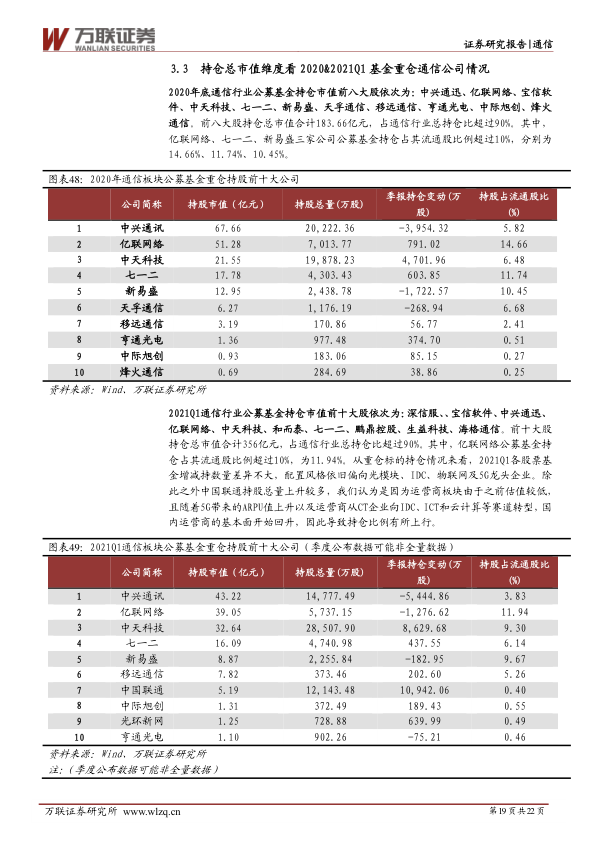 万联证券
WANLIAN SECURITIES
证券研究报告|通信
3.3 持仓总市值维度看 2020&2021Q1 基金重仓通信公司情况
2020年底通信行业公募基金持仓市值前八大股依次为：中兴通迅、亿联网络、宝信软
件、中天科技、七一二、新易盛、天孚通信、移远通信、亨通光电、中际旭创、烽火
通信。前八大股持仓总市值合计183.66亿元，占通信行业总持仓比超过90%。其中，
亿联网络、七一二、新易盛三家公司公募基金持仓占其流通股比例超过10%，分别为
14.66%、11.74%、10.45%。
图表48：2020年通信板块公募基金重仓持股前十大公司
公司简称 持股市值（亿元） 持股总量(万股) 季报持仓变动(万股) 持股占流通股比(%)
1 中兴通讯 67.66 20,222.36 -3,954.32 5.82
2 亿联网络 51.28 7,013.77 791.02 14.66
3 中天科技 21.55 19,878.23 4,701.96 6.48
4 七一二 17.78 4,303.43 603.85 11.74
5 新易盛 12.95 2,438.78 -1,722.57 10.45
6 天孚通信 6.27 1,176.19 -268.94 6.68
7 移远通信 3.19 170.86 56.77 2.41
8 亨通光电 1.36 977.48 374.70 0.51
9 中际旭创 0.93 183.06 85.15 0.27
10 烽火通信 0.69 284.69 38.86 0.25
资料来源：Wind、万联证券研究所
2021Q1通信行业公募基金持仓市值前十大股依次为：深信服、、宝信软件、中兴通迅、
亿联网络、中天科技、和而泰、七一二、鹏鼎控股、生益科技、海格通信。前十大股
持仓总市值合计356亿元，占通信行业总持仓比超过90%。其中，亿联网络公募基金持
仓占其流通股比例超过10%，为11.94%。从重仓标的持仓情况来看，2021Q1各股票基
金增减持数量差异不大，配置风格依旧偏向光模块、IDC、物联网及5G龙头企业。除
此之外中国联通持股总量上升较多，我们认为是因为运营商板块由于之前估值较低，
且随着5G带来的ARPU值上升以及运营商从CT企业向IDC、ICT和云计算等赛道转型，国
内运营商的基本面开始回升，因此导致持仓比例有所上行。
图表49：2021Q1通信板块公募基金重仓持股前十大公司（季度公布数据可能非全量数据）
公司简称 持股市值（亿元） 持股总量(万股) 季报持仓变动(万股) 持股占流通股比(%)
1 中兴通讯 43.22 14,777.49 -5,444.86 3.83
2 亿联网络 39.05 5,737.15 -1,276.62 11.94
3 中天科技 32.64 28,507.90 8,629.68 9.30
4 七一二 16.09 4,740.98 437.55 6.14
5 新易盛 8.87 2,255.84 -182.95 9.67
6 移远通信 7.82 373.46 202.60 5.26
7 中国联通 5.19 12,143.48 10,942.06 0.40
8 中际旭创 1.31 372.49 189.43 0.55
9 光环新网 1.25 728.88 639.99 0.49
10 亨通光电 1.10 902.26 -75.21 0.46
资料来源：Wind、万联证券研究所
注：（季度公布数据可能非全量数据）
万联证券研究所 www.wlzq.cn
第19页共22页